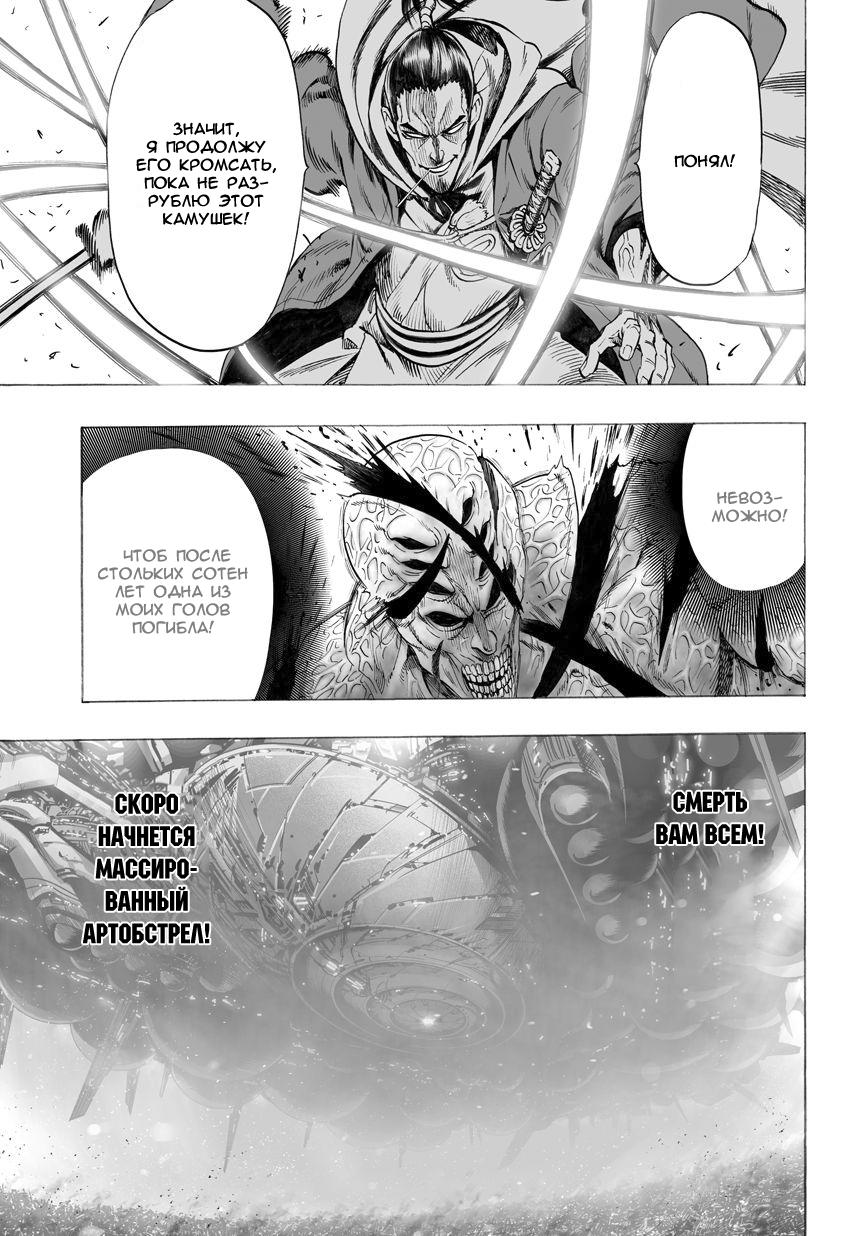 ПОНЯЛ!
ЗНАЧИТ,
Я ПРОДОЛЖУ
ЕГО КРОМСАТЬ,
ПОКА НЕ РАЗ-
РУБЛЮ ЭТОТ
КАМУШЕК!
НЕВОЗ-
МОЖНО!
ЧТОБ ПОСЛЕ
СТОЛЬКИХ СОТЕН
ЛЕТ ОДНА ИЗ
МОИХ ГОЛОВ
ПОГИБЛА!
СМЕРТЬ
ВАМ ВСЕМ!
СКОРО
НАЧНЕТСЯ
МАССИРО-
ВАННЫЙ
АРТОБСТРЕЛ!